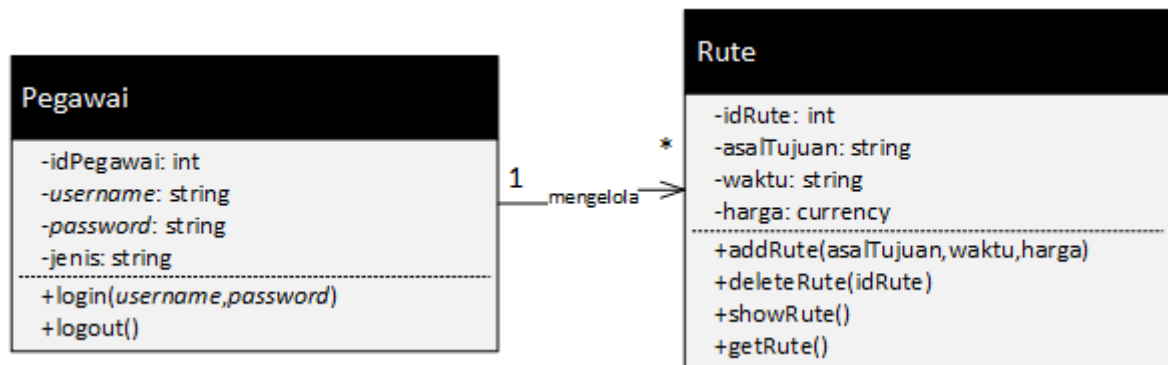 Pegawai
-idPegawai: int
-username: string
-password: string
-jenis: string
+login(username,password)
+logout()
1
mengelola
*
Rute
-idRute: int
-asalTujuan: string
-waktu: string
-harga: currency
+addRute(asalTujuan,waktu,harga)
+deleteRute(idRute)
+showRute()
+getRute()